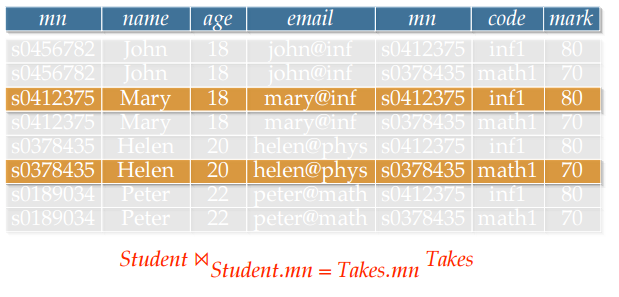 mn name age email mn code mark
s0456782 John 18 john@inf s0412375 inf1 80
s0456782 John 18 john@inf s0378435 math1 70
s0412375 Mary 18 mary@inf s0412375 inf1 80
s0412375 Mary 18 mary@inf s0378435 math1 70
s0378435 Helen 20 helen@phys s0412375 inf1 80
s0378435 Helen 20 helen@phys s0378435 math1 70
s0189034 Peter 22 peter@math s0412375 inf1 80
s0189034 Peter 22 peter@math s0378435 math1 70
Student ⋈Student.mn = Takes.mn Takes